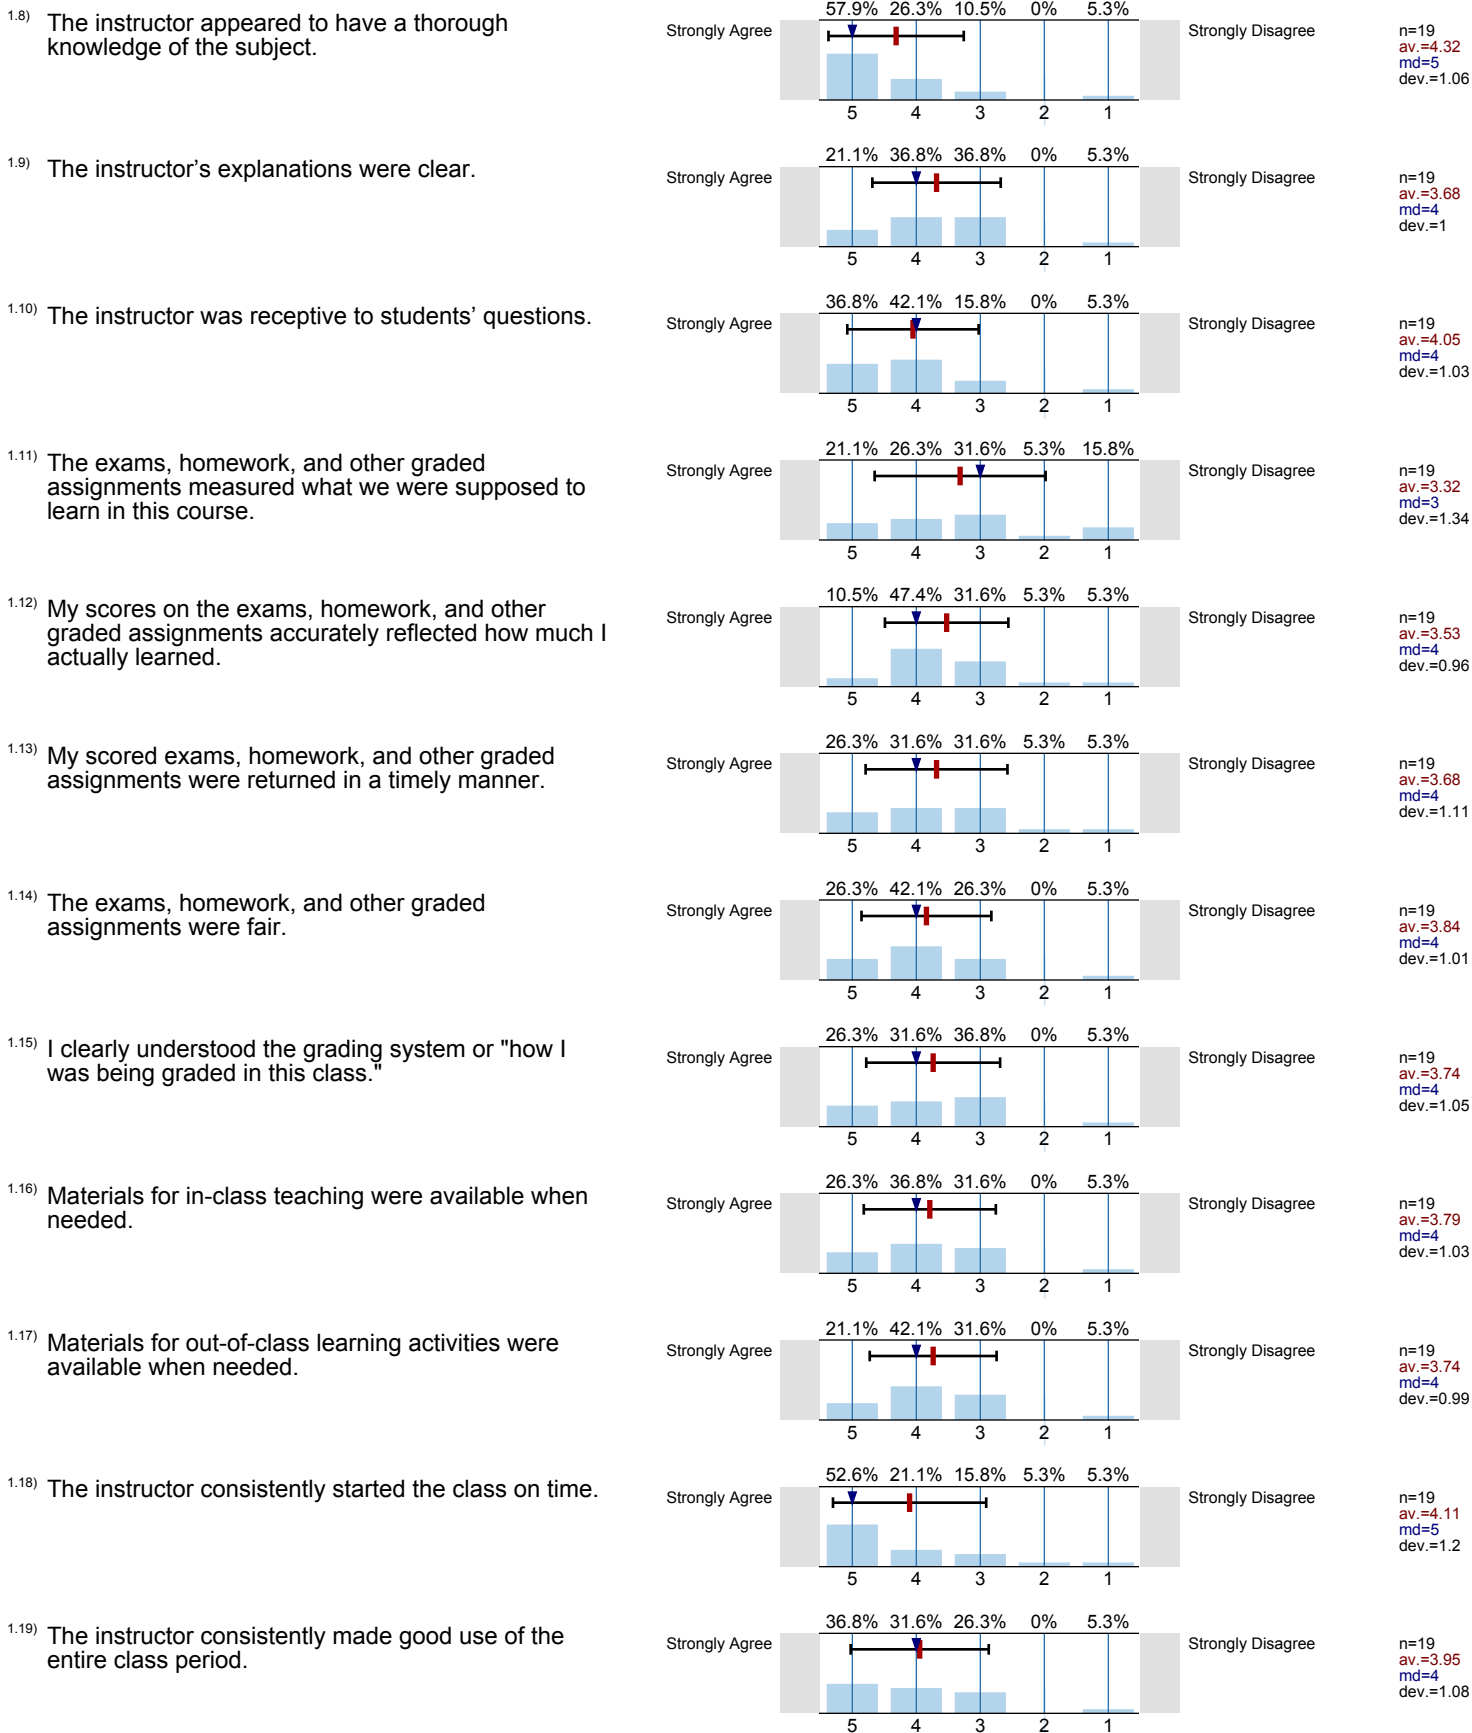 1.8) The instructor appeared to have a thorough
knowledge of the subject.
57.9% 26.3% 10.5% 0% 5.3%
Strongly Agree Strongly Disagree
n=19
av.=4.32
md=5
dev.=1.06
5 4 3 2 1
1.9) The instructor's explanations were clear.
21.1% 36.8% 36.8% 0% 5.3%
Strongly Agree Strongly Disagree
n=19
av.=3.68
md=4
dev.=1
5 4 3 2 1
1.10) The instructor was receptive to students' questions.
36.8% 42.1% 15.8% 0% 5.3%
Strongly Agree Strongly Disagree
n=19
av.=4.05
md=4
dev.=1.03
5 4 3 2 1
1.11) The exams, homework, and other graded
assignments measured what we were supposed to
learn in this course.
21.1% 26.3% 31.6% 5.3% 15.8%
Strongly Agree Strongly Disagree
n=19
av.=3.32
md=3
dev.=1.34
5 4 3 2 1
1.12) My scores on the exams, homework, and other
graded assignments accurately reflected how much I
actually learned.
10.5% 47.4% 31.6% 5.3% 5.3%
Strongly Agree Strongly Disagree
n=19
av.=3.53
md=4
dev.=0.96
5 4 3 2 1
1.13) My scored exams, homework, and other graded
assignments were returned in a timely manner.
26.3% 31.6% 31.6% 5.3% 5.3%
Strongly Agree Strongly Disagree
n=19
av.=3.68
md=4
dev.=1.11
5 4 3 2 1
1.14) The exams, homework, and other graded
assignments were fair.
26.3% 42.1% 26.3% 0% 5.3%
Strongly Agree Strongly Disagree
n=19
av.=3.84
md=4
dev.=1.01
5 4 3 2 1
1.15) I clearly understood the grading system or "how I
was being graded in this class."
26.3% 31.6% 36.8% 0% 5.3%
Strongly Agree Strongly Disagree
n=19
av.=3.74
md=4
dev.=1.05
5 4 3 2 1
1.16) Materials for in-class teaching were available when
needed.
26.3% 36.8% 31.6% 0% 5.3%
Strongly Agree Strongly Disagree
n=19
av.=3.79
md=4
dev.=1.03
5 4 3 2 1
1.17) Materials for out-of-class learning activities were
available when needed.
21.1% 42.1% 31.6% 0% 5.3%
Strongly Agree Strongly Disagree
n=19
av.=3.74
md=4
dev.=0.99
5 4 3 2 1
1.18) The instructor consistently started the class on time.
52.6% 21.1% 15.8% 5.3% 5.3%
Strongly Agree Strongly Disagree
n=19
av.=4.11
md=5
dev.=1.2
5 4 3 2 1
1.19) The instructor consistently made good use of the
entire class period.
36.8% 31.6% 26.3% 0% 5.3%
Strongly Agree Strongly Disagree
n=19
av.=3.95
md=4
dev.=1.08
5 4 3 2 1